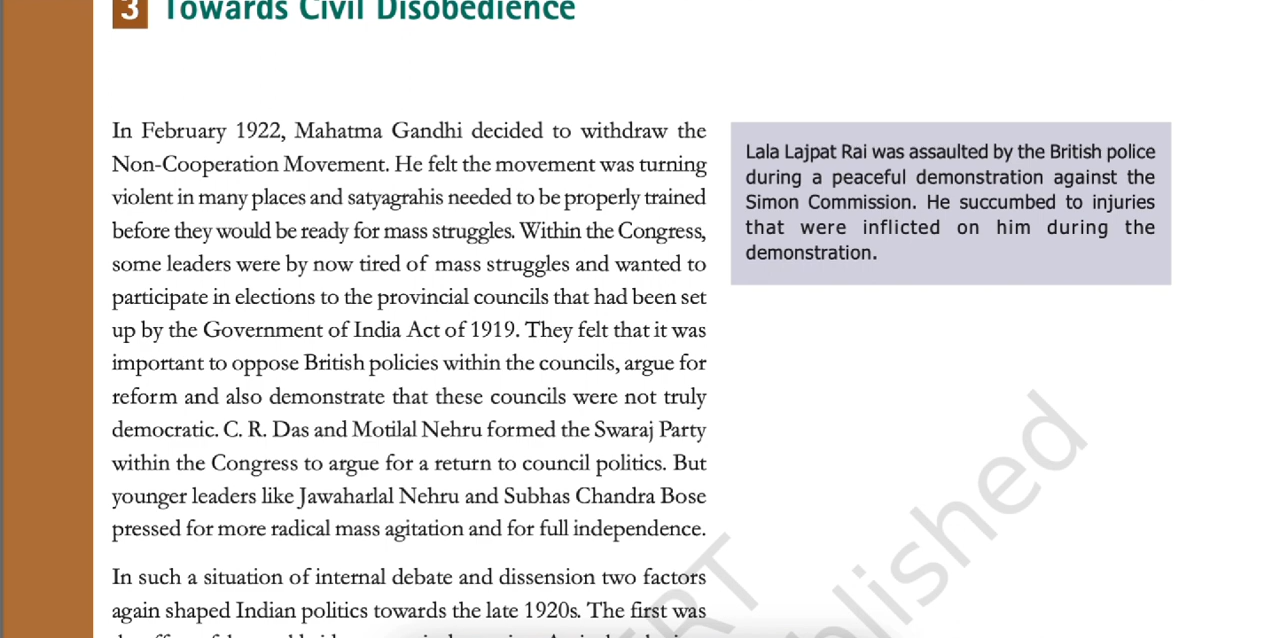 3 Towards Civil Disobedience
In February 1922, Mahatma Gandhi decided to withdraw the
Non-Cooperation Movement. He felt the movement was turning
violent in many places and satyagrahis needed to be properly trained
before they would be ready for mass struggles. Within the Congress,
some leaders were by now tired of mass struggles and wanted to
participate in elections to the provincial councils that had been set
up by the Government of India Act of 1919. They felt that it was
important to oppose British policies within the councils, argue for
reform and also demonstrate that these councils were not truly
democratic. C. R. Das and Motilal Nehru formed the Swaraj Party
within the Congress to argue for a return to council politics. But
younger leaders like Jawaharlal Nehru and Subhas Chandra Bose
pressed for more radical mass agitation and for full independence.
In such a situation of internal debate and dissension two factors
again shaped Indian politics towards the late 1920s. The first was
Lala Lajpat Rai was assaulted by the British police
during a peaceful demonstration against the
Simon Commission. He succumbed to injuries
that were inflicted on him during the
demonstration.